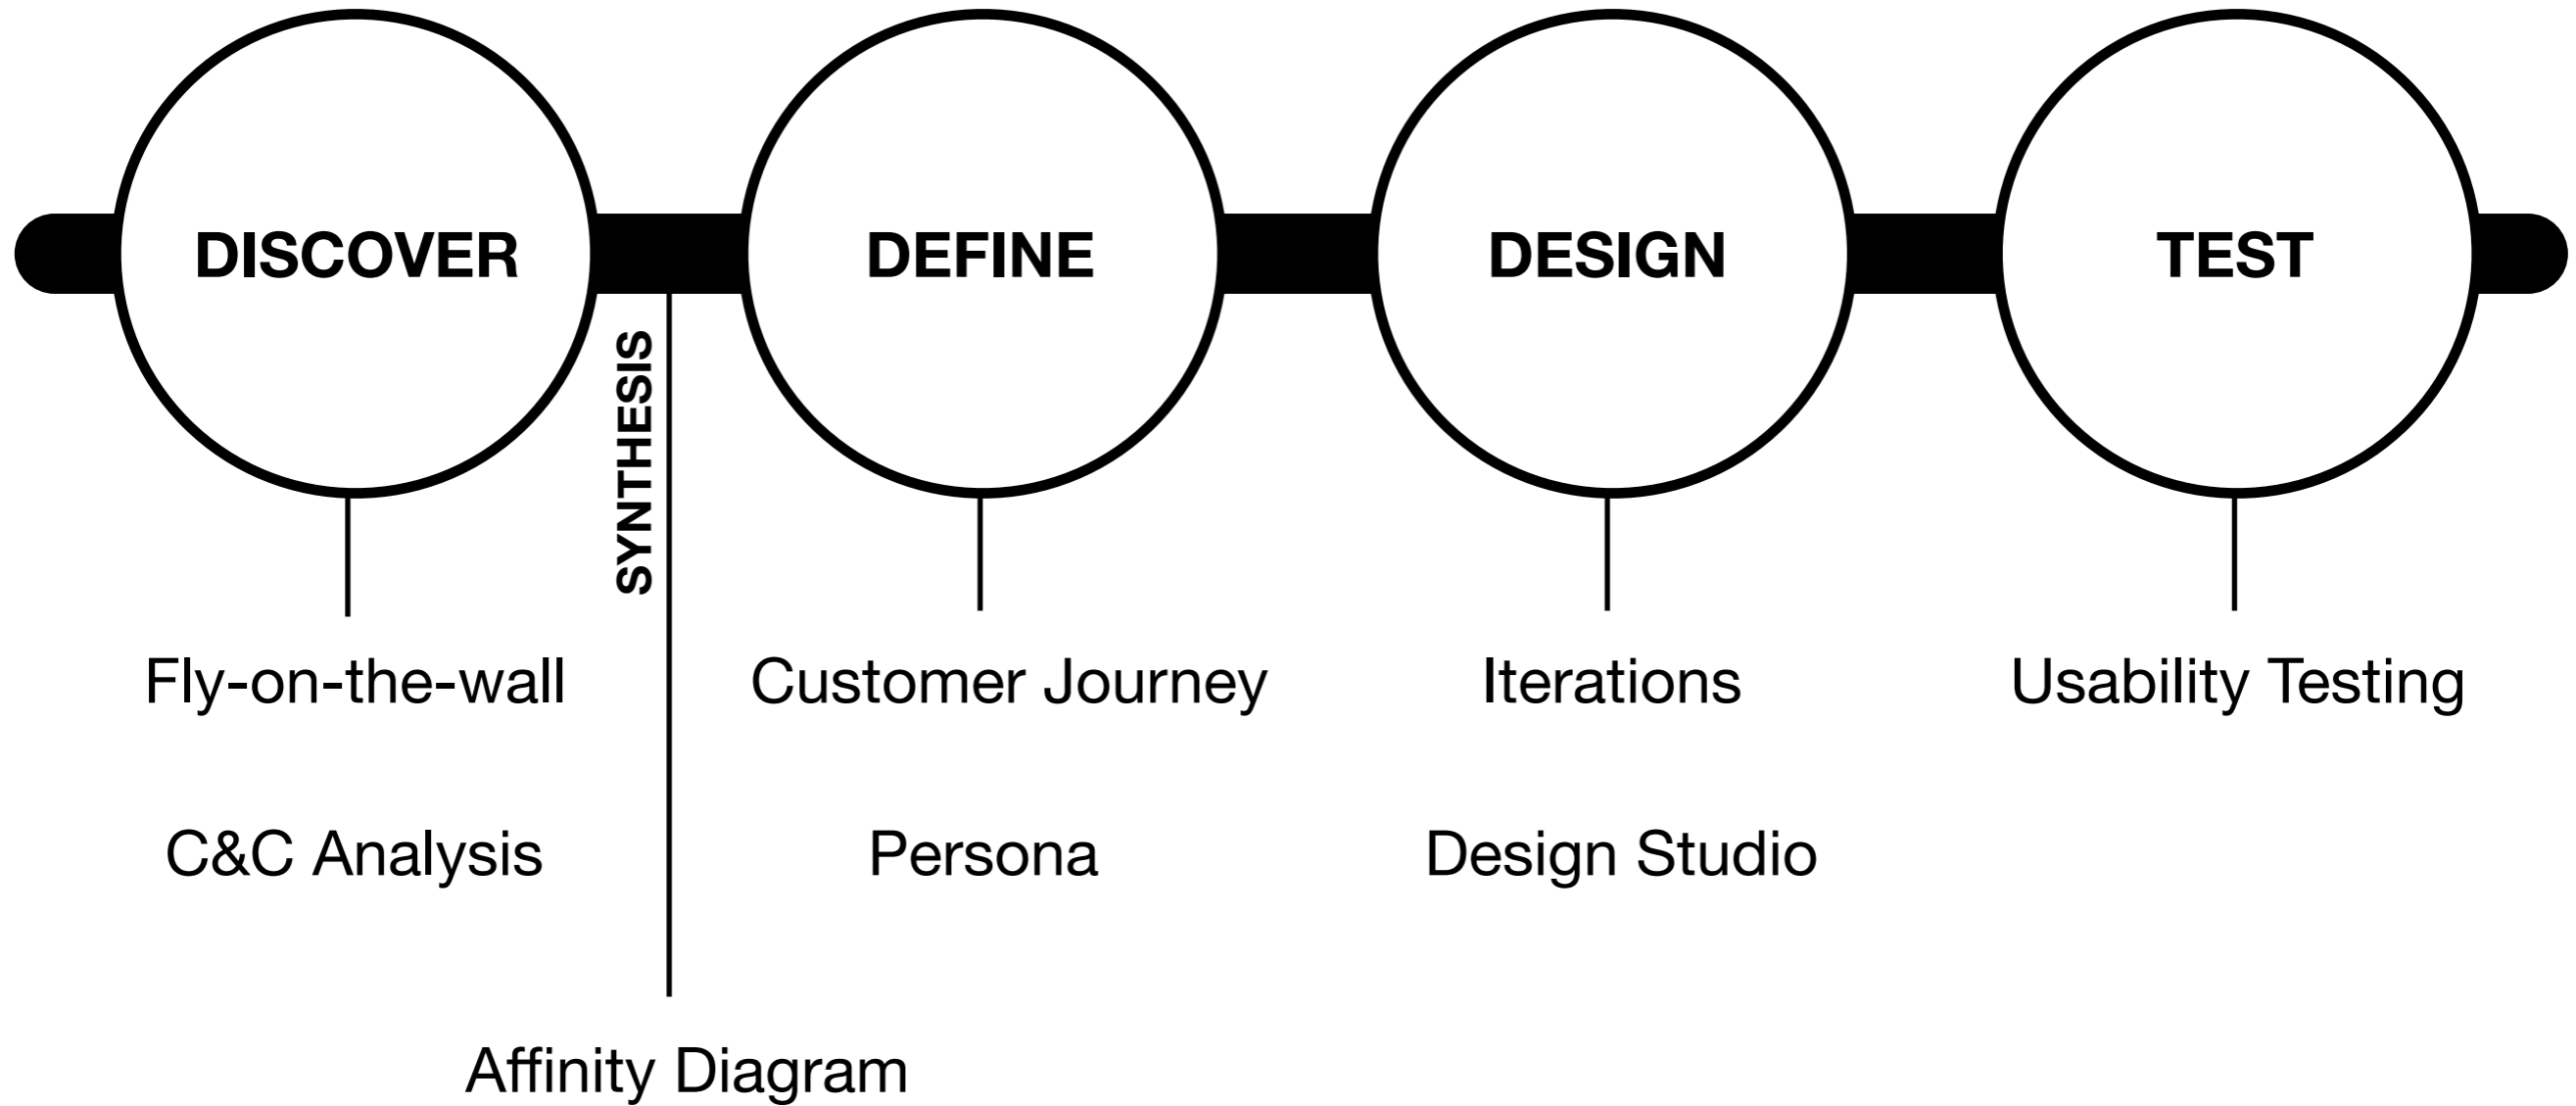 DISCOVER
DEFINE
DESIGN
TEST
SYNTHESIS
Fly-on-the-wall
Customer Journey
Iterations
Usability Testing
C&C Analysis
Persona
Design Studio
Affinity Diagram